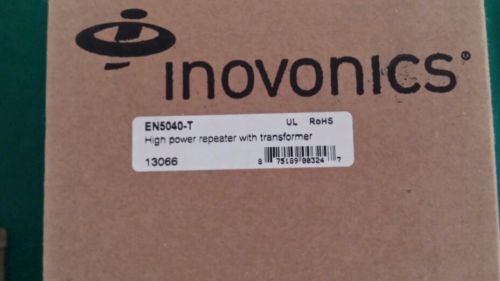 inovonics®
EN5040-T UL RoHS
High power repeater with transformer
13066
8 75189 00324 7